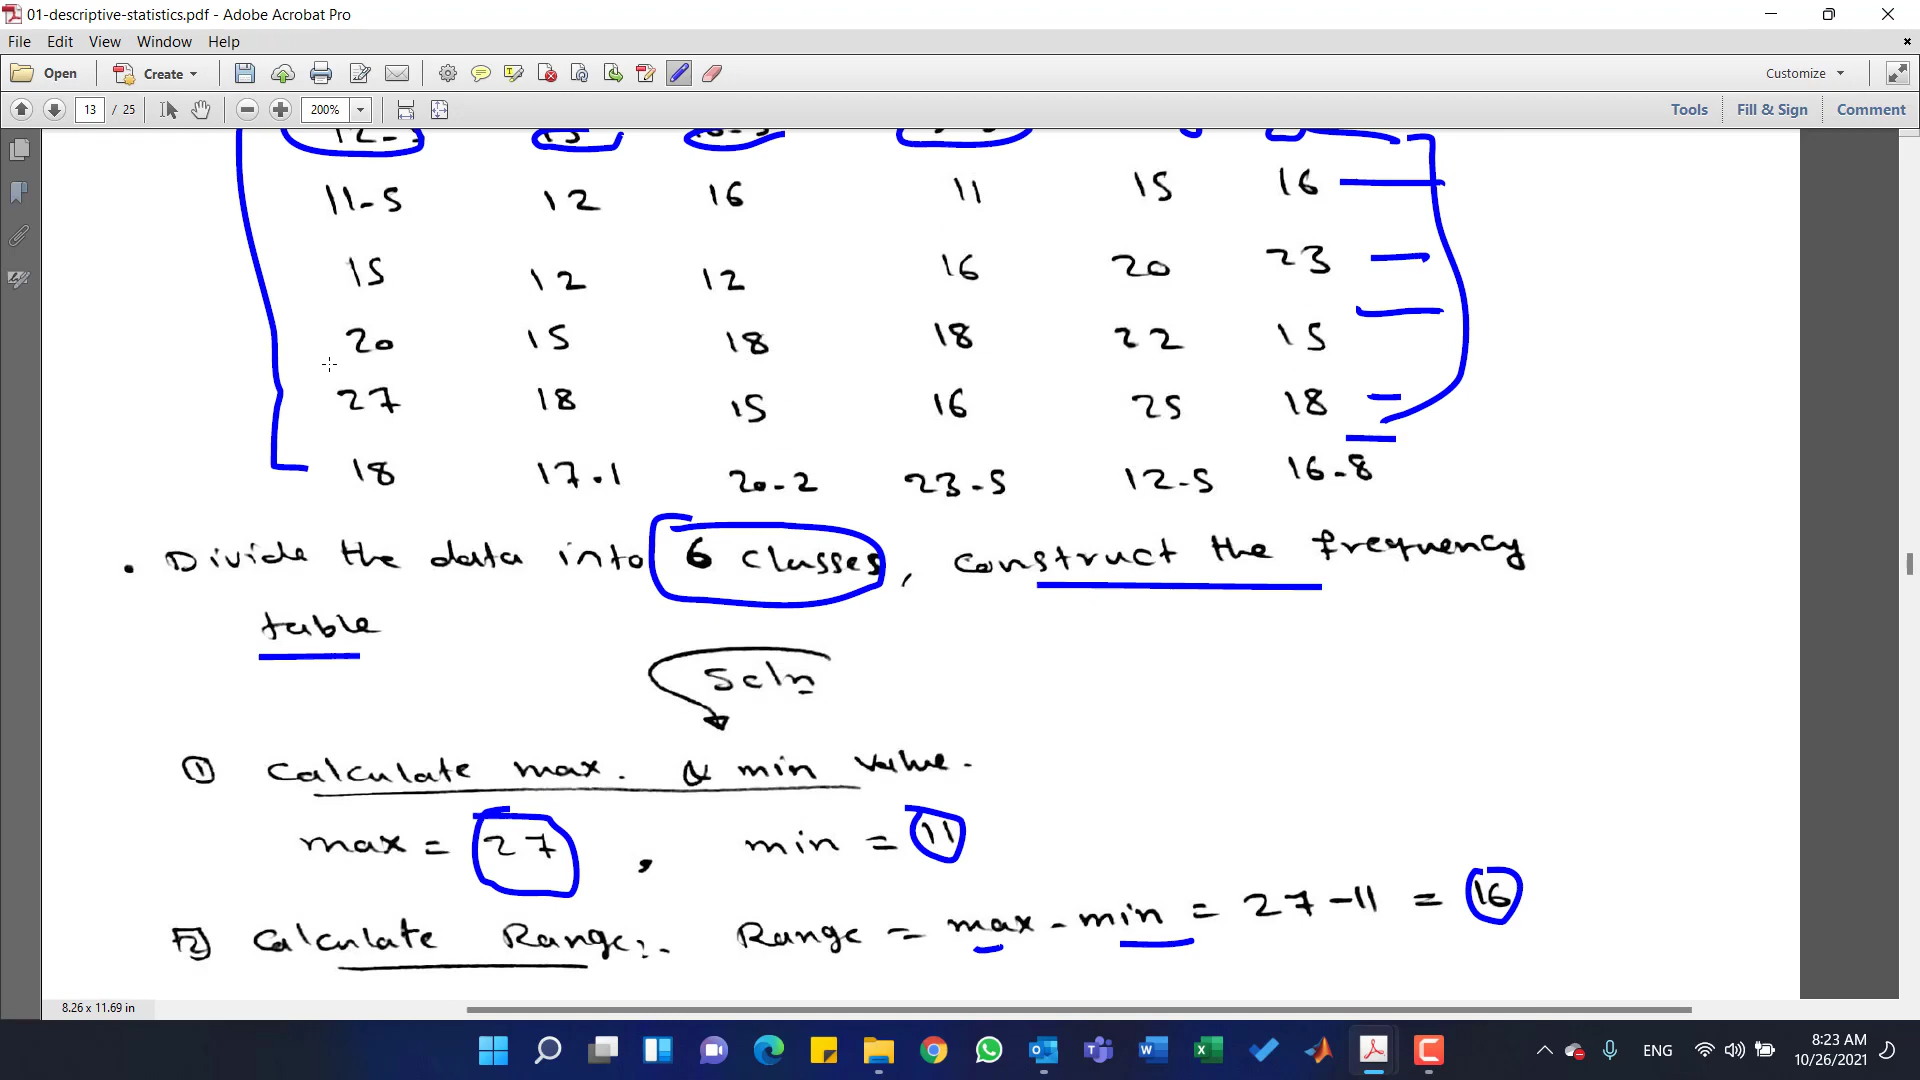 01-descriptive-statistics.pdf - Adobe Acrobat Pro
File Edit View Window Help
Open Create Customize
13 / 25 200% Tools Fill & Sign Comment
11-5 12 16 11 15 16
15 12 12 16 20 23
20 15 18 18 22 15
27 18 15 16 25 18
18 17.1 20-2 23-5 12-5 16-8
• Divide the data into 6 classes, construct the frequency
table
Soln
① Calculate max. & min value.
max = 27 , min = 11
2 Calculate Range:. Range = max - min = 27 - 11 = 16
8.26 x 11.69 in
ENG 8:23 AM
10/26/2021